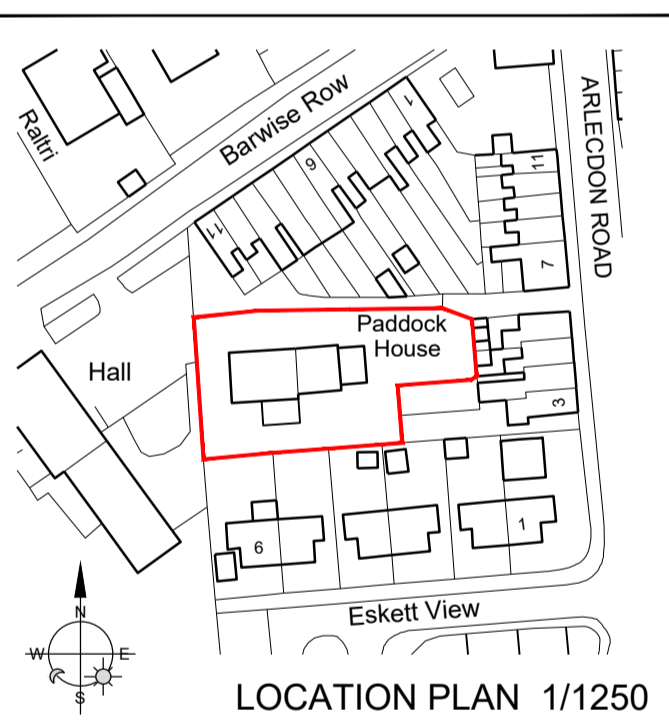 Raltri
Barwise Row
1
9
11
ARLECDON ROAD
11
7
Paddock
House
Hall
3
6
1
Eskett View
N
W
E
S
LOCATION PLAN 1/1250